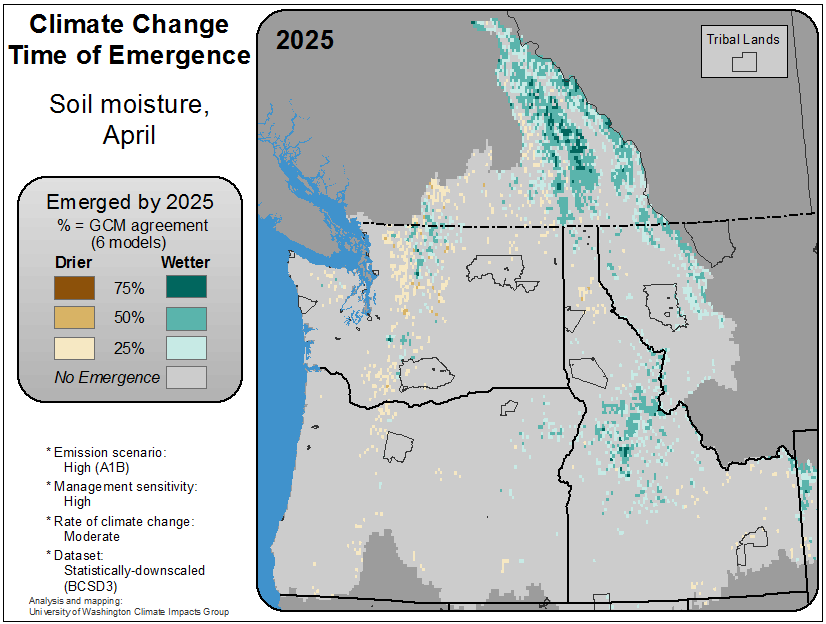 Climate Change
Time of Emergence
Soil moisture,
April
Emerged by 2025
% = GCM agreement
(6 models)
Drier Wetter
75%
50%
25%
No Emergence
* Emission scenario:
High (A1B)
* Management sensitivity:
High
* Rate of climate change:
Moderate
* Dataset:
Statistically-downscaled
(BCSD3)
Analysis and mapping:
University of Washington Climate Impacts Group
2025
Tribal Lands